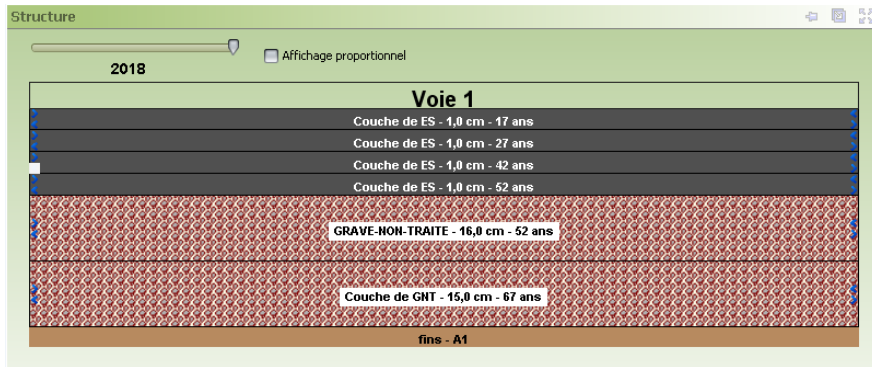 Structure
Affichage proportionnel
2018
Voie 1
Couche de ES - 1,0 cm - 17 ans
Couche de ES - 1,0 cm - 27 ans
Couche de ES - 1,0 cm - 42 ans
Couche de ES - 1,0 cm - 52 ans
GRAVE-NON-TRAITE - 16,0 cm - 52 ans
Couche de GNT - 15,0 cm - 67 ans
fins - A1